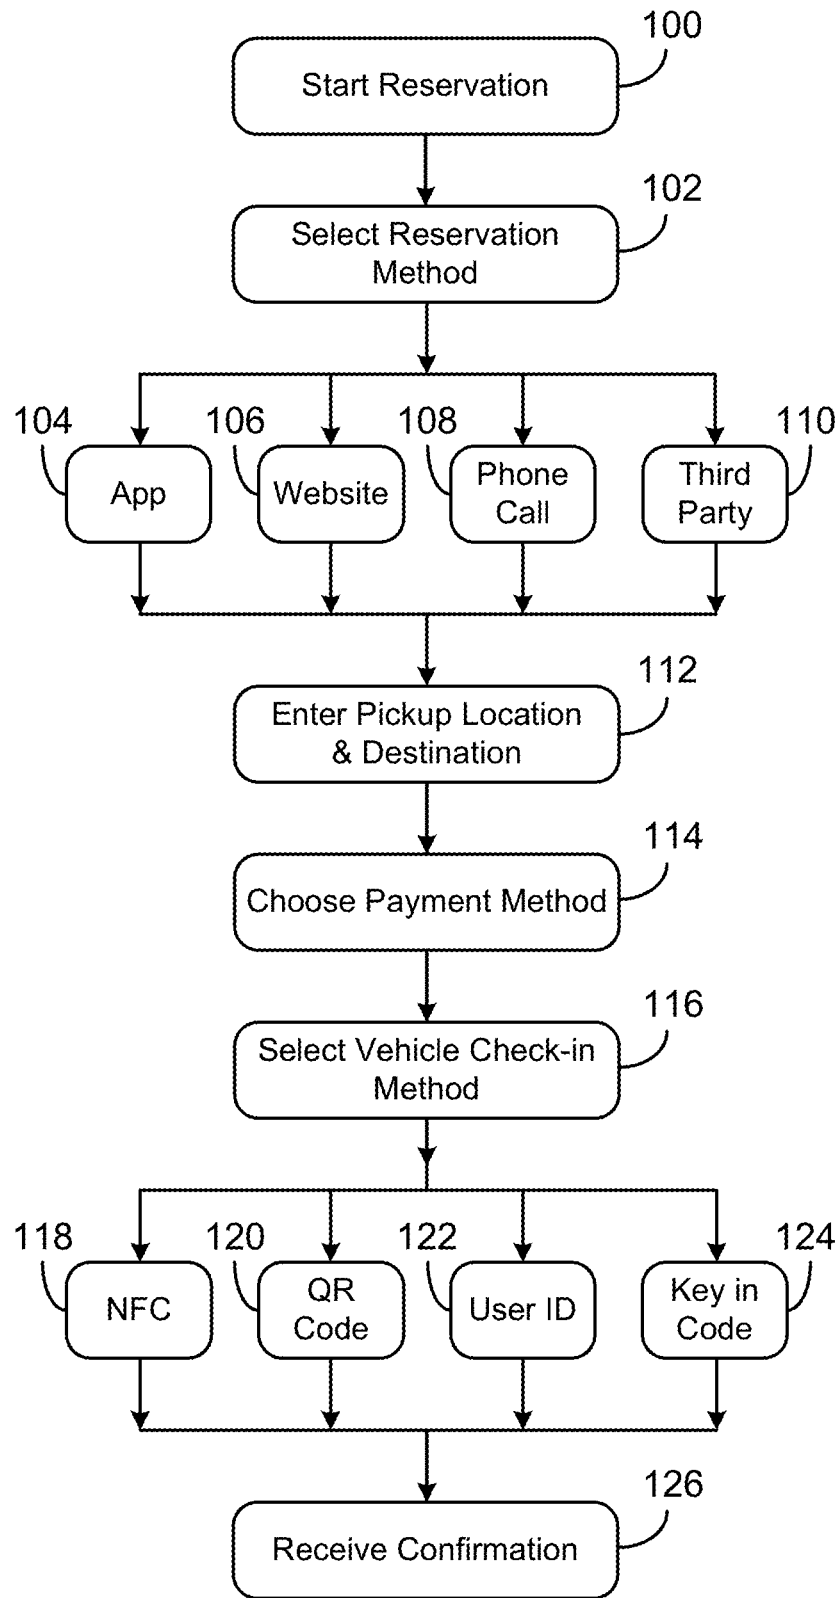 100
Start Reservation
102
Select Reservation
Method
104
106
108
110
App
Website
Phone
Call
Third
Party
112
Enter Pickup Location
& Destination
114
Choose Payment Method
116
Select Vehicle Check-in
Method
118
120
122
124
NFC
QR
Code
User ID
Key in
Code
126
Receive Confirmation